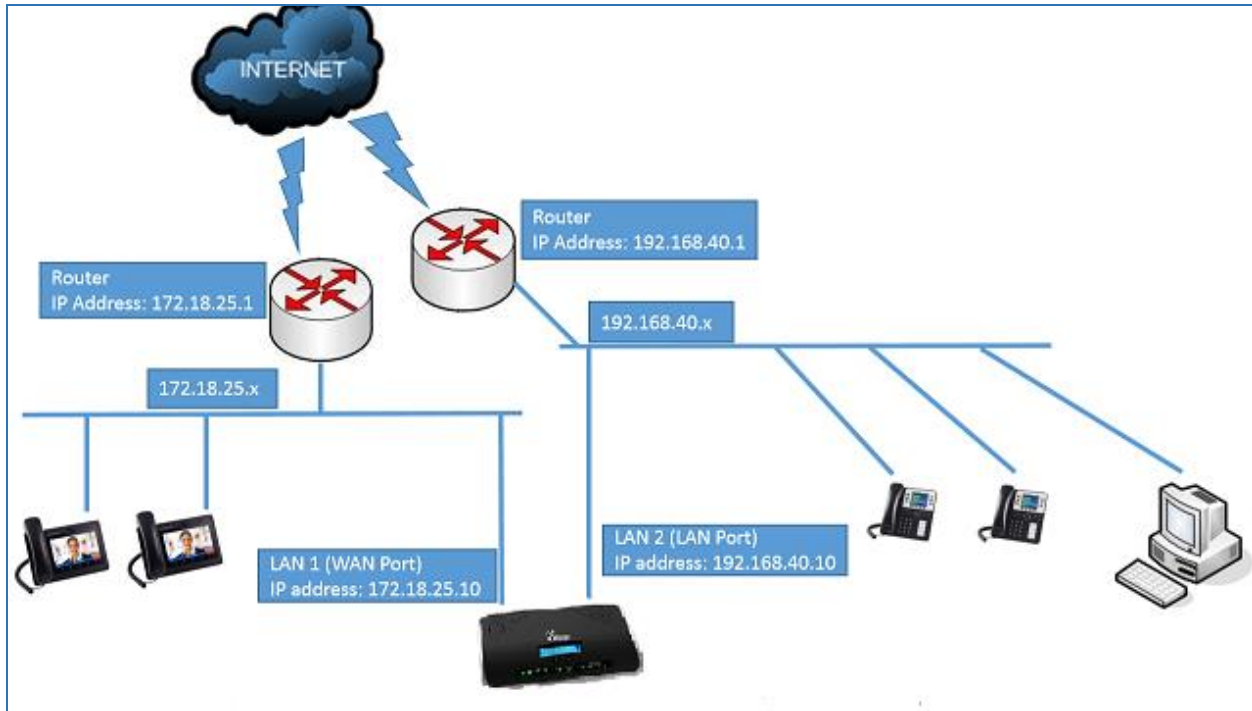 INTERNET
Router
IP Address: 192.168.40.1
Router
IP Address: 172.18.25.1
192.168.40.x
172.18.25.x
LAN 1 (WAN Port)
IP address: 172.18.25.10
LAN 2 (LAN Port)
IP address: 192.168.40.10